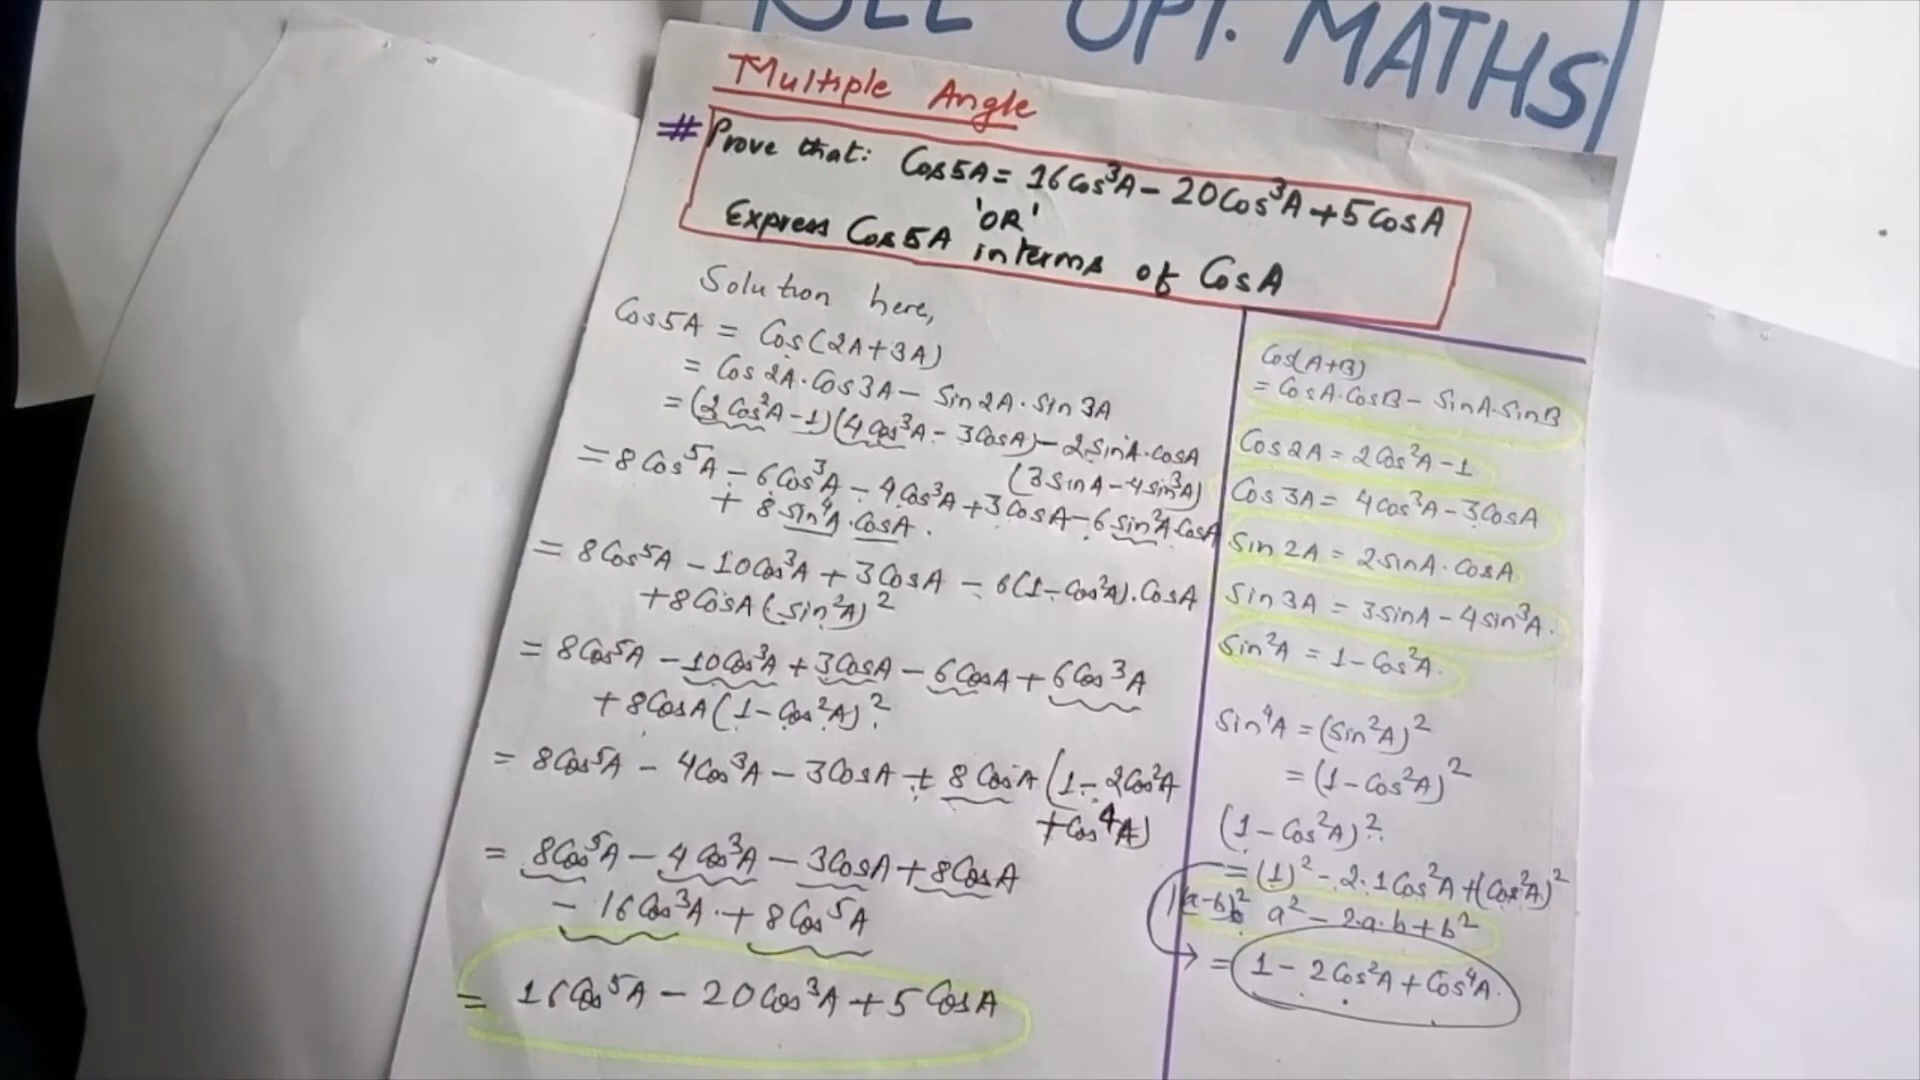 OPT. MATHS
Multiple Angle
# Prove that: Cos5A = 16Cos³A − 20Cos³A + 5CosA
'OR'
Express Cos5A interms of CosA
Solution here,
Cos5A = Cos(2A+3A)
= Cos2A·Cos3A − Sin2A·Sin3A
= (2Cos²A−1)(4Cos³A−3CosA) − 2SinA·CosA
(3SinA−4sin³A)
= 8Cos⁵A − 6Cos³A − 4Cos³A + 3CosA − 6sin²A·CosA
+ 8sin⁴A·CosA.
= 8Cos⁵A − 10Cos³A + 3CosA − 6(1−Cos²A).CosA
+8CosA(sin²A)²
= 8Cos⁵A − 10Cos³A + 3CosA − 6CosA + 6Cos³A
+ 8CosA(1−Cos²A)²
= 8Cos⁵A − 4Cos³A − 3CosA + 8CosA(1−2Cos²A
+Cos⁴A)
= 8Cos⁵A − 4Cos³A − 3CosA + 8CosA
− 16Cos³A + 8Cos⁵A
= 16Cos⁵A − 20Cos³A + 5CosA
Cos(A+B)
= CosA·CosB − SinA·SinB
Cos2A = 2Cos²A−1
Cos3A = 4cos³A−3CosA
Sin2A = 2sinA·CosA
Sin3A = 3sinA − 4sin³A.
Sin²A = 1−Cos²A.
Sin⁴A = (Sin²A)²
= (1−Cos²A)²
(1−Cos²A)²
= (1)² − 2·1Cos²A + (Cos²A)²
(a−b)² a² − 2·a·b + b²
→ = 1 − 2Cos²A + Cos⁴A.